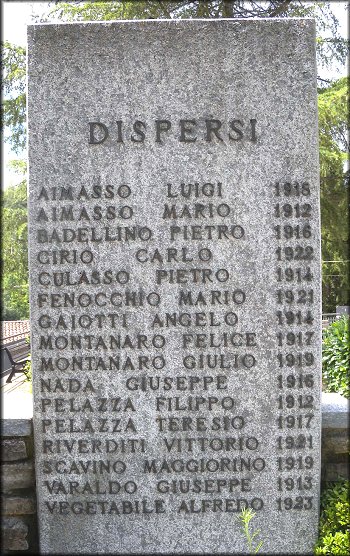 DISPERSI
AIMASSO LUIGI 1918
AIMASSO MARIO 1912
BADELLINO PIETRO 1916
CIRIO CARLO 1922
CULASSO PIETRO 1914
FENOCCHIO MARIO 1921
GAIOTTI ANGELO 1914
MONTANARO FELICE 1917
MONTANARO GIULIO 1919
NADA GIUSEPPE 1916
PELAZZA FILIPPO 1912
PELAZZA TERESIO 1917
RIVERDITI VITTORIO 1921
SCAVINO MAGGIORINO 1919
VARALDO GIUSEPPE 1913
VEGETABILE ALFREDO 1923